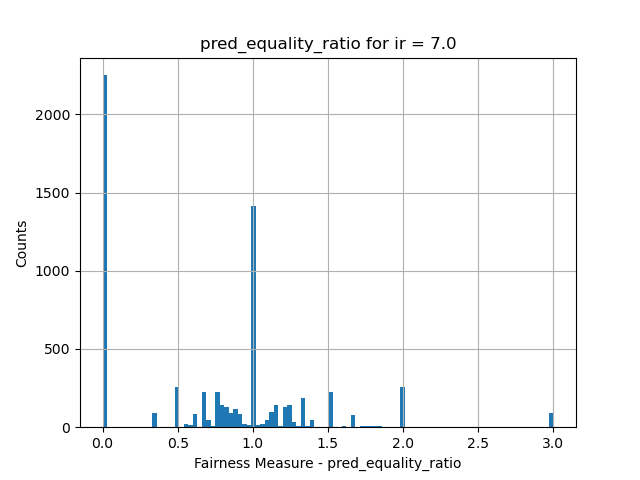 pred_equality_ratio for ir = 7.0
Counts
2000
1500
1000
500
0
0.0 0.5 1.0 1.5 2.0 2.5 3.0
Fairness Measure - pred_equality_ratio